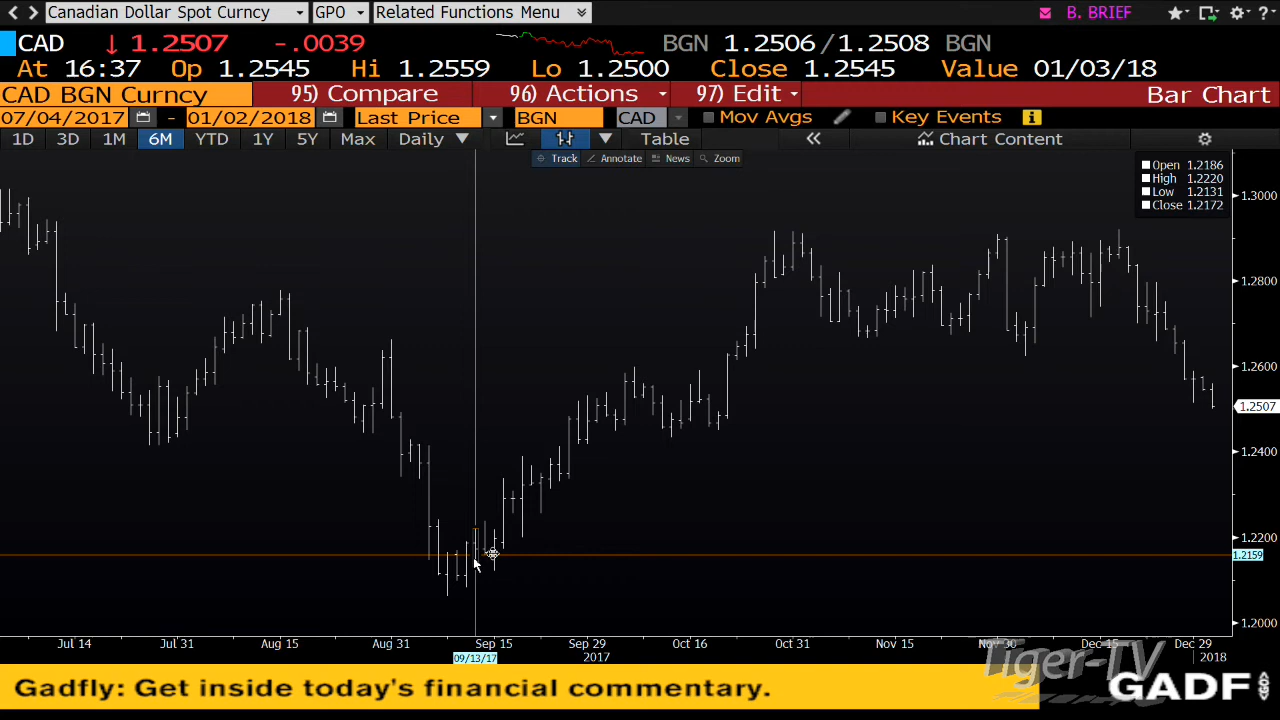 Canadian Dollar Spot Curncy GPO Related Functions Menu B. BRIEF ?
CAD 1.2507 -.0039 BGN 1.2506/1.2508 BGN
At 16:37 Op 1.2545 Hi 1.2559 Lo 1.2500 Close 1.2545 Value 01/03/18
CAD BGN Curncy 95) Compare 96) Actions 97) Edit Bar Chart
07/04/2017 - 01/02/2018 Last Price BGN CAD Mov Avgs Key Events
1D 3D 1M 6M YTD 1Y 5Y Max Daily Table « Chart Content
Track Annotate News Zoom
Open 1.2186
High 1.2220
Low 1.2131
Close 1.2172
1.3000
1.2800
1.2600
1.2507
1.2400
1.2200
1.2159
1.2000
Jul 14 Jul 31 Aug 15 Aug 31 Sep 15 Sep 29 Oct 16 Oct 31 Nov 15 Nov 30 Dec 15 Dec 29
09/13/17 2017 2018
Tiger-TV
Gadfly: Get inside today's financial commentary. GADF GO